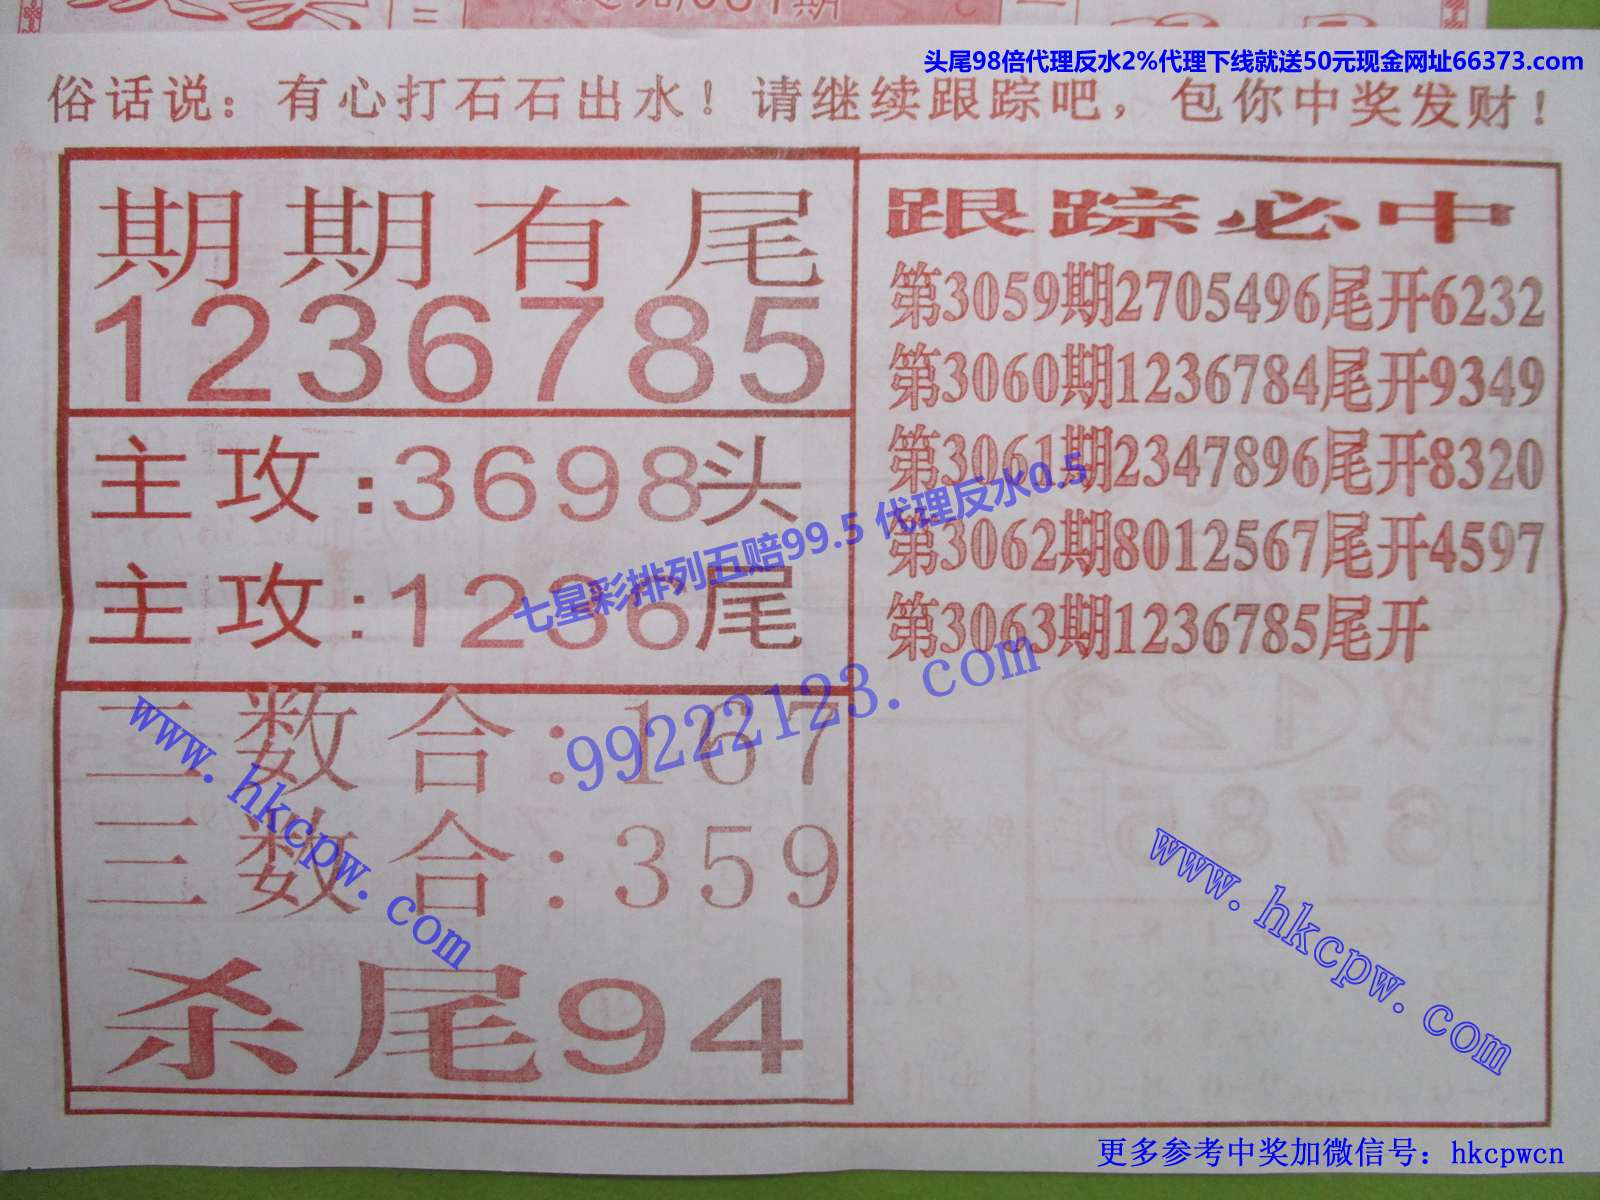 头尾98倍代理反水2%代理下线就送50元现金网址66373.com
俗话说：有心打石石出水！请继续跟踪吧，包你中奖发财！
期期有尾
1236785
主攻:3698头
主攻:1236尾
二数合:167
三数合:359
杀尾94
跟踪必中
第3059期2705496尾开6232
第3060期1236784尾开9349
第3061期2347896尾开8320
第3062期8012567尾开4597
第3063期1236785尾开
七星彩排列五赔99.5 代理反水0.5
99222123.com
www.hkcpw.com
www.hkcpw.com
更多参考中奖加微信号：hkcpwcn